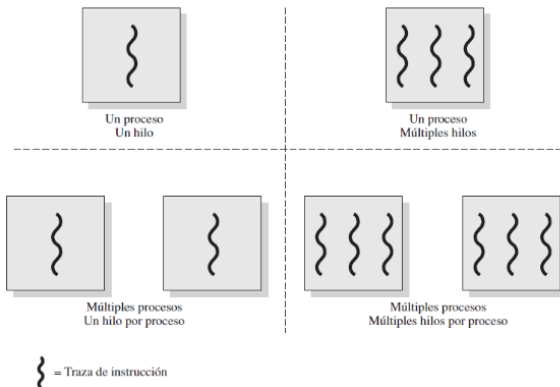 Un proceso
Un hilo
Un proceso
Múltiples hilos
Múltiples procesos
Un hilo por proceso
Múltiples procesos
Múltiples hilos por proceso
= Traza de instrucción